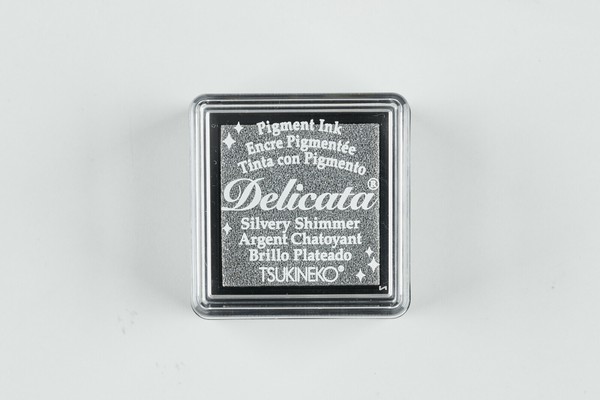 Pigment Ink
Encre Pigmentée
Tinta con Pigmento
Delicata®
Silvery Shimmer
Argent Chatoyant
Brillo Plateado
TSUKINEKO®